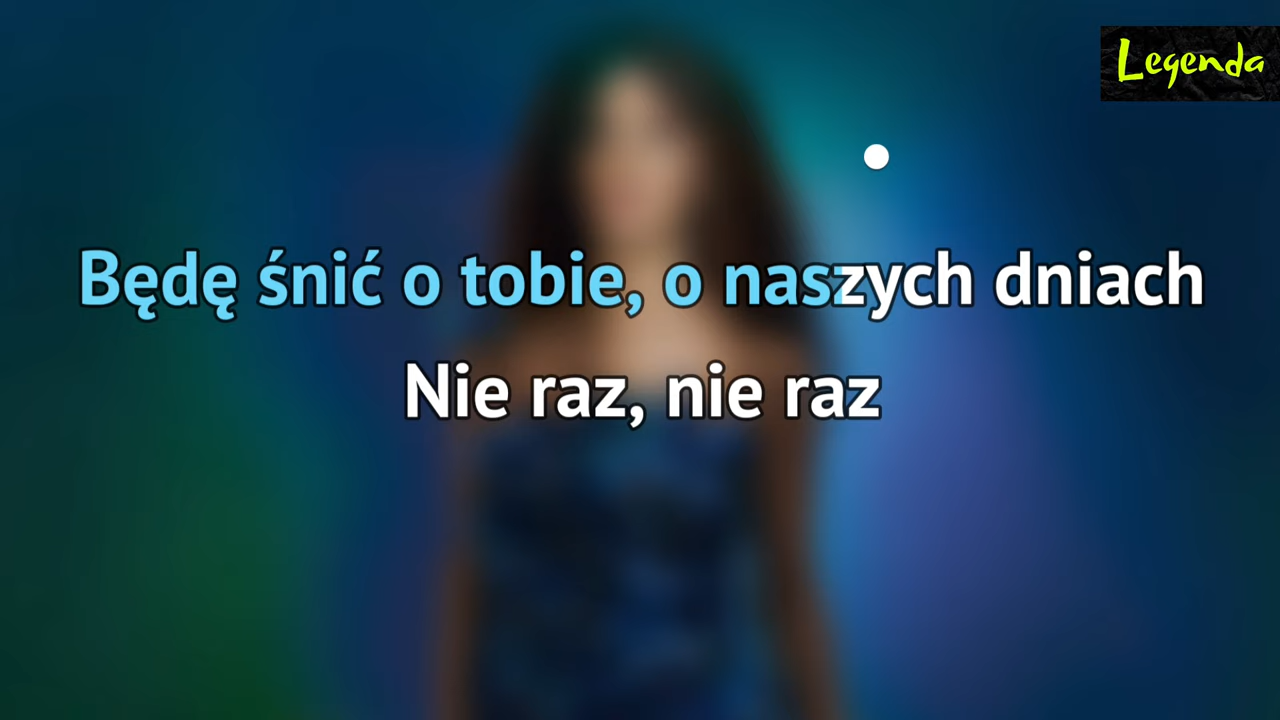 Legenda
Będę śnić o tobie, o naszych dniach
Nie raz, nie raz